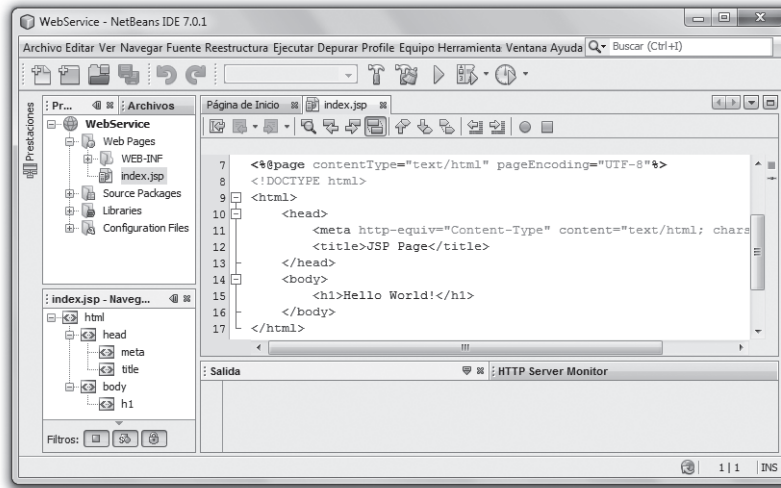 WebService - NetBeans IDE 7.0.1
Archivo Editar Ver Navegar Fuente Reestructura Ejecutar Depurar Profile Equipo Herramienta Ventana Ayuda Buscar (Ctrl+I)
Prestaciones
Pr... Archivos
WebService
Web Pages
WEB-INF
index.jsp
Source Packages
Libraries
Configuration Files
Página de Inicio index.jsp
7 <%@page contentType="text/html" pageEncoding="UTF-8"%>
8 <!DOCTYPE html>
9 <html>
10 <head>
11 <meta http-equiv="Content-Type" content="text/html; chars
12 <title>JSP Page</title>
13 </head>
14 <body>
15 <h1>Hello World!</h1>
16 </body>
17 </html>
index.jsp - Naveg...
html
head
meta
title
body
h1
Filtros:
Salida
HTTP Server Monitor
1 | 1 INS